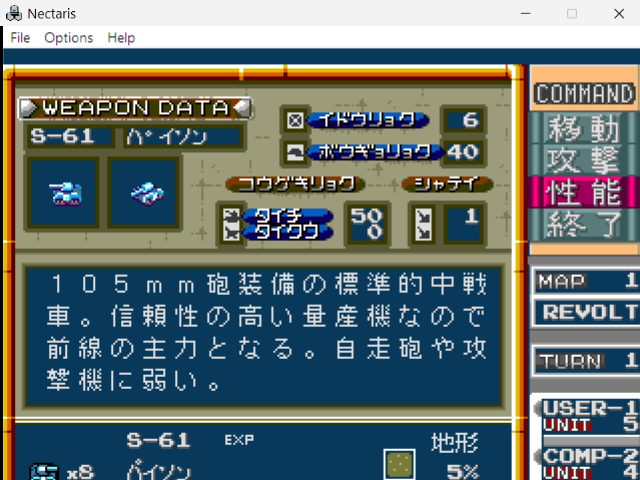 Nectaris
File Options Help
WEAPON DATA
S-61 バイソン
イドウリョク 6
ボウギョリョク 40
コウゲキリョク シャテイ
タイチ 50 1
タイクウ 0
105mm砲装備の標準的中戦
車。信頼性の高い量産機なので
前線の主力となる。自走砲や攻
撃機に弱い。
S-61 EXP 地形
x8 バイソン 5%
COMMAND
移動
攻撃
性能
終了
MAP 1
REVOLT
TURN 1
USER-1
UNIT 5
COMP-2
UNIT 4